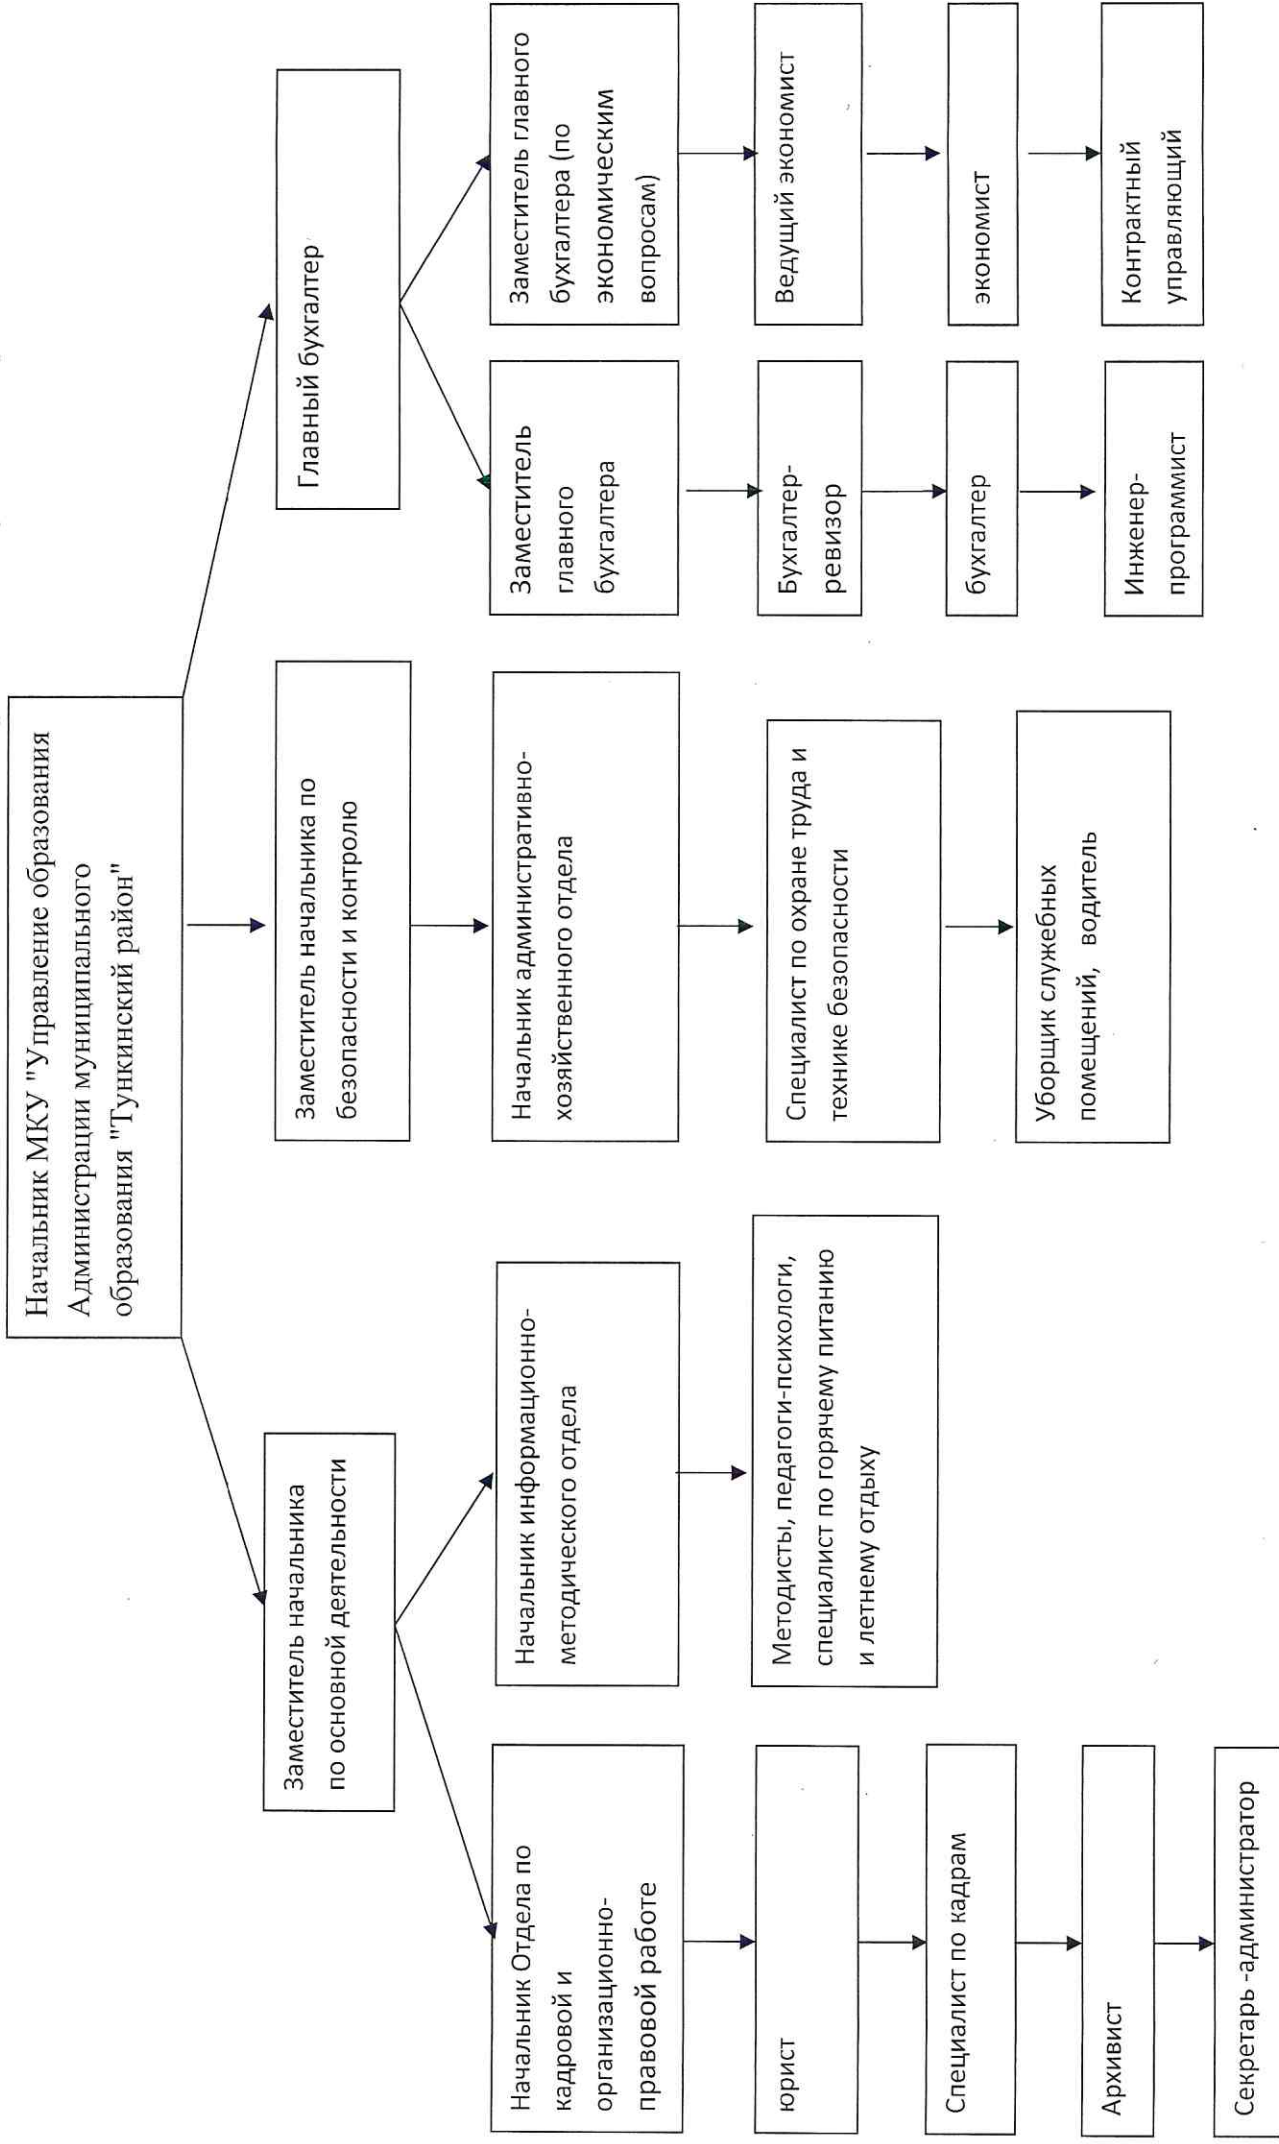 Начальник МКУ "Управление образования
Администрации муниципального
образования "Тункинский район"
Заместитель начальника
по основной деятельности
Заместитель начальника по
безопасности и контролю
Главный бухгалтер
Начальник Отдела по
кадровой и
организационно-
правовой работе
Начальник информационно-
методического отдела
Начальник административно-
хозяйственного отдела
Заместитель
главного
бухгалтера
Заместитель главного
бухгалтера (по
экономическим
вопросам)
юрист
Методисты, педагоги-психологи,
специалист по горячему питанию
и летнему отдыху
Специалист по охране труда и
технике безопасности
Бухгалтер-
ревизор
Ведущий экономист
Специалист по кадрам
Уборщик служебных
помещений, водитель
бухгалтер
экономист
Архивист
Инженер-
программист
Контрактный
управляющий
Секретарь -администратор